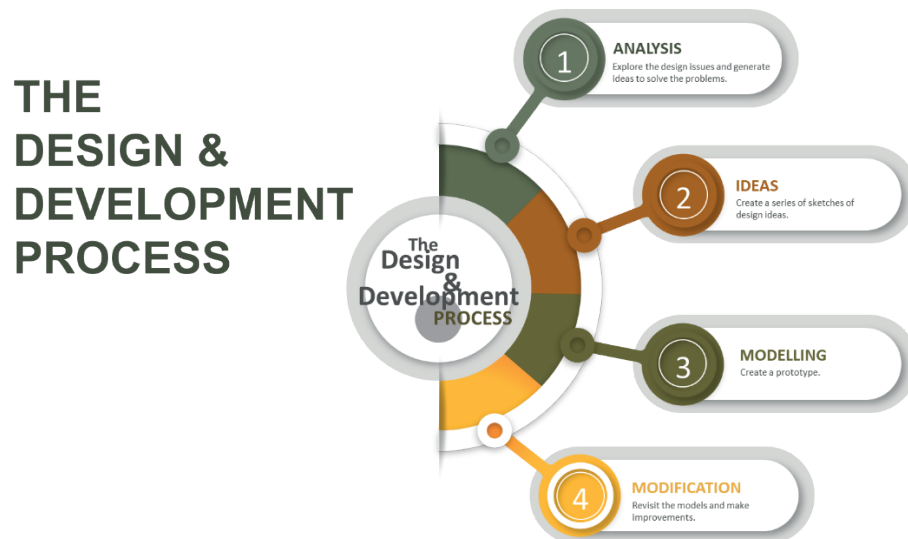 THE
DESIGN &
DEVELOPMENT
PROCESS
The
Design
&
Development
PROCESS
1
ANALYSIS
Explore the design issues and generate
ideas to solve the problems.
2
IDEAS
Create a series of sketches of
design ideas.
3
MODELLING
Create a prototype.
4
MODIFICATION
Revisit the models and make
improvements.